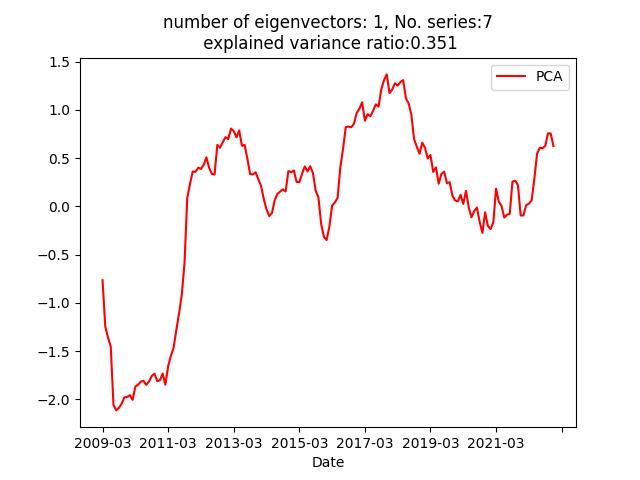 number of eigenvectors: 1, No. series:7
explained variance ratio:0.351
PCA
1.5
1.0
0.5
0.0
−0.5
−1.0
−1.5
−2.0
2009-03 2011-03 2013-03 2015-03 2017-03 2019-03 2021-03
Date